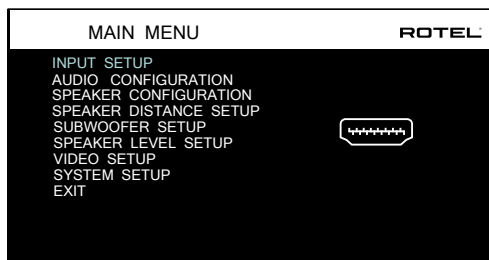 MAIN MENU
ROTEL
INPUT SETUP
AUDIO CONFIGURATION
SPEAKER CONFIGURATION
SPEAKER DISTANCE SETUP
SUBWOOFER SETUP
SPEAKER LEVEL SETUP
VIDEO SETUP
SYSTEM SETUP
EXIT